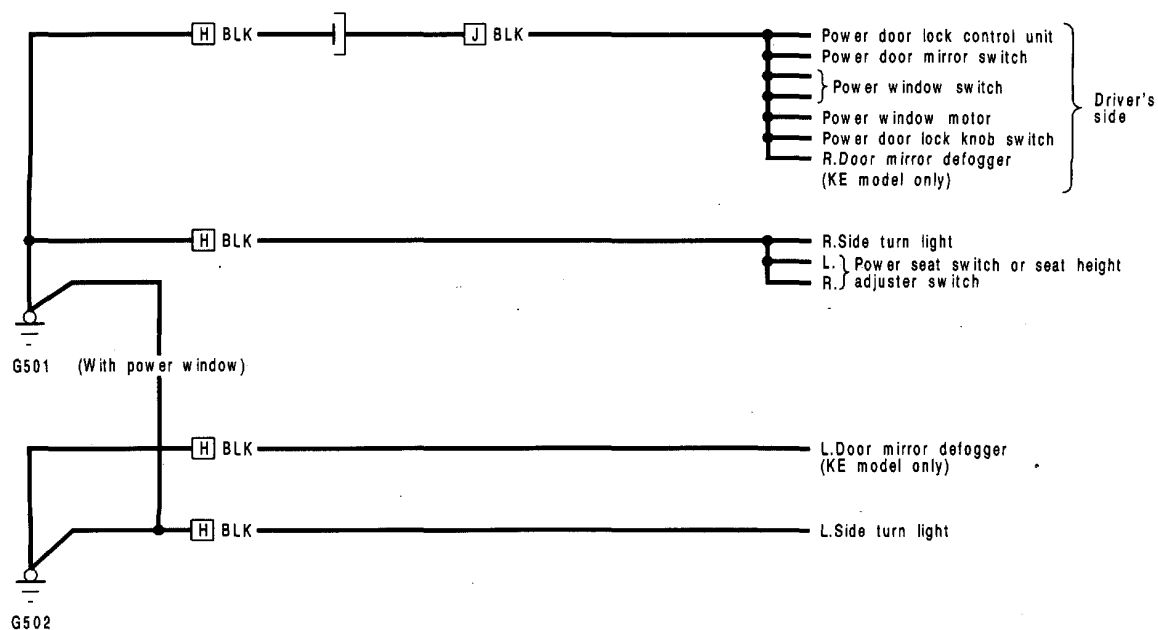 H BLK
J BLK
Power door lock control unit
Power door mirror switch
Power window switch
Power window motor
Power door lock knob switch
R.Door mirror defogger
(KE model only)
Driver's
side
H BLK
R.Side turn light
L.
R.
Power seat switch or seat height
adjuster switch
G501 (With power window)
H BLK
L.Door mirror defogger
(KE model only)
H BLK
L.Side turn light
G502